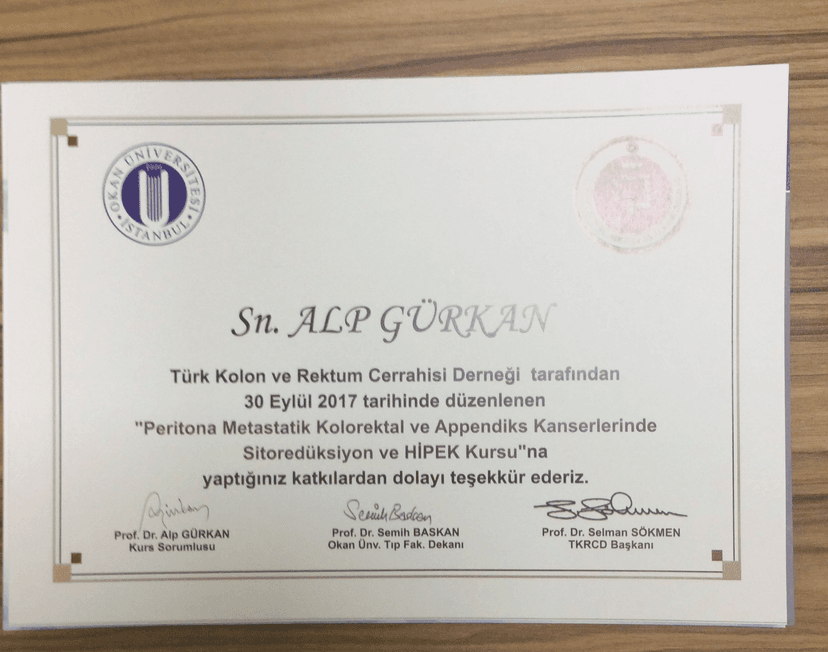 OKAN ÜNİVERSİTESİ
İSTANBUL
Sn. ALP GÜRKAN
Türk Kolon ve Rektum Cerrahisi Derneği tarafından
30 Eylül 2017 tarihinde düzenlenen
"Peritona Metastatik Kolorektal ve Appendiks Kanserlerinde
Sitoredüksiyon ve HİPEK Kursu"na
yaptığınız katkılardan dolayı teşekkür ederiz.
Semih Baskan
Prof. Dr. Alp GÜRKAN
Kurs Sorumlusu
Prof. Dr. Semih BASKAN
Okan Ünv. Tıp Fak. Dekanı
Prof. Dr. Selman SÖKMEN
TKRCD Başkanı